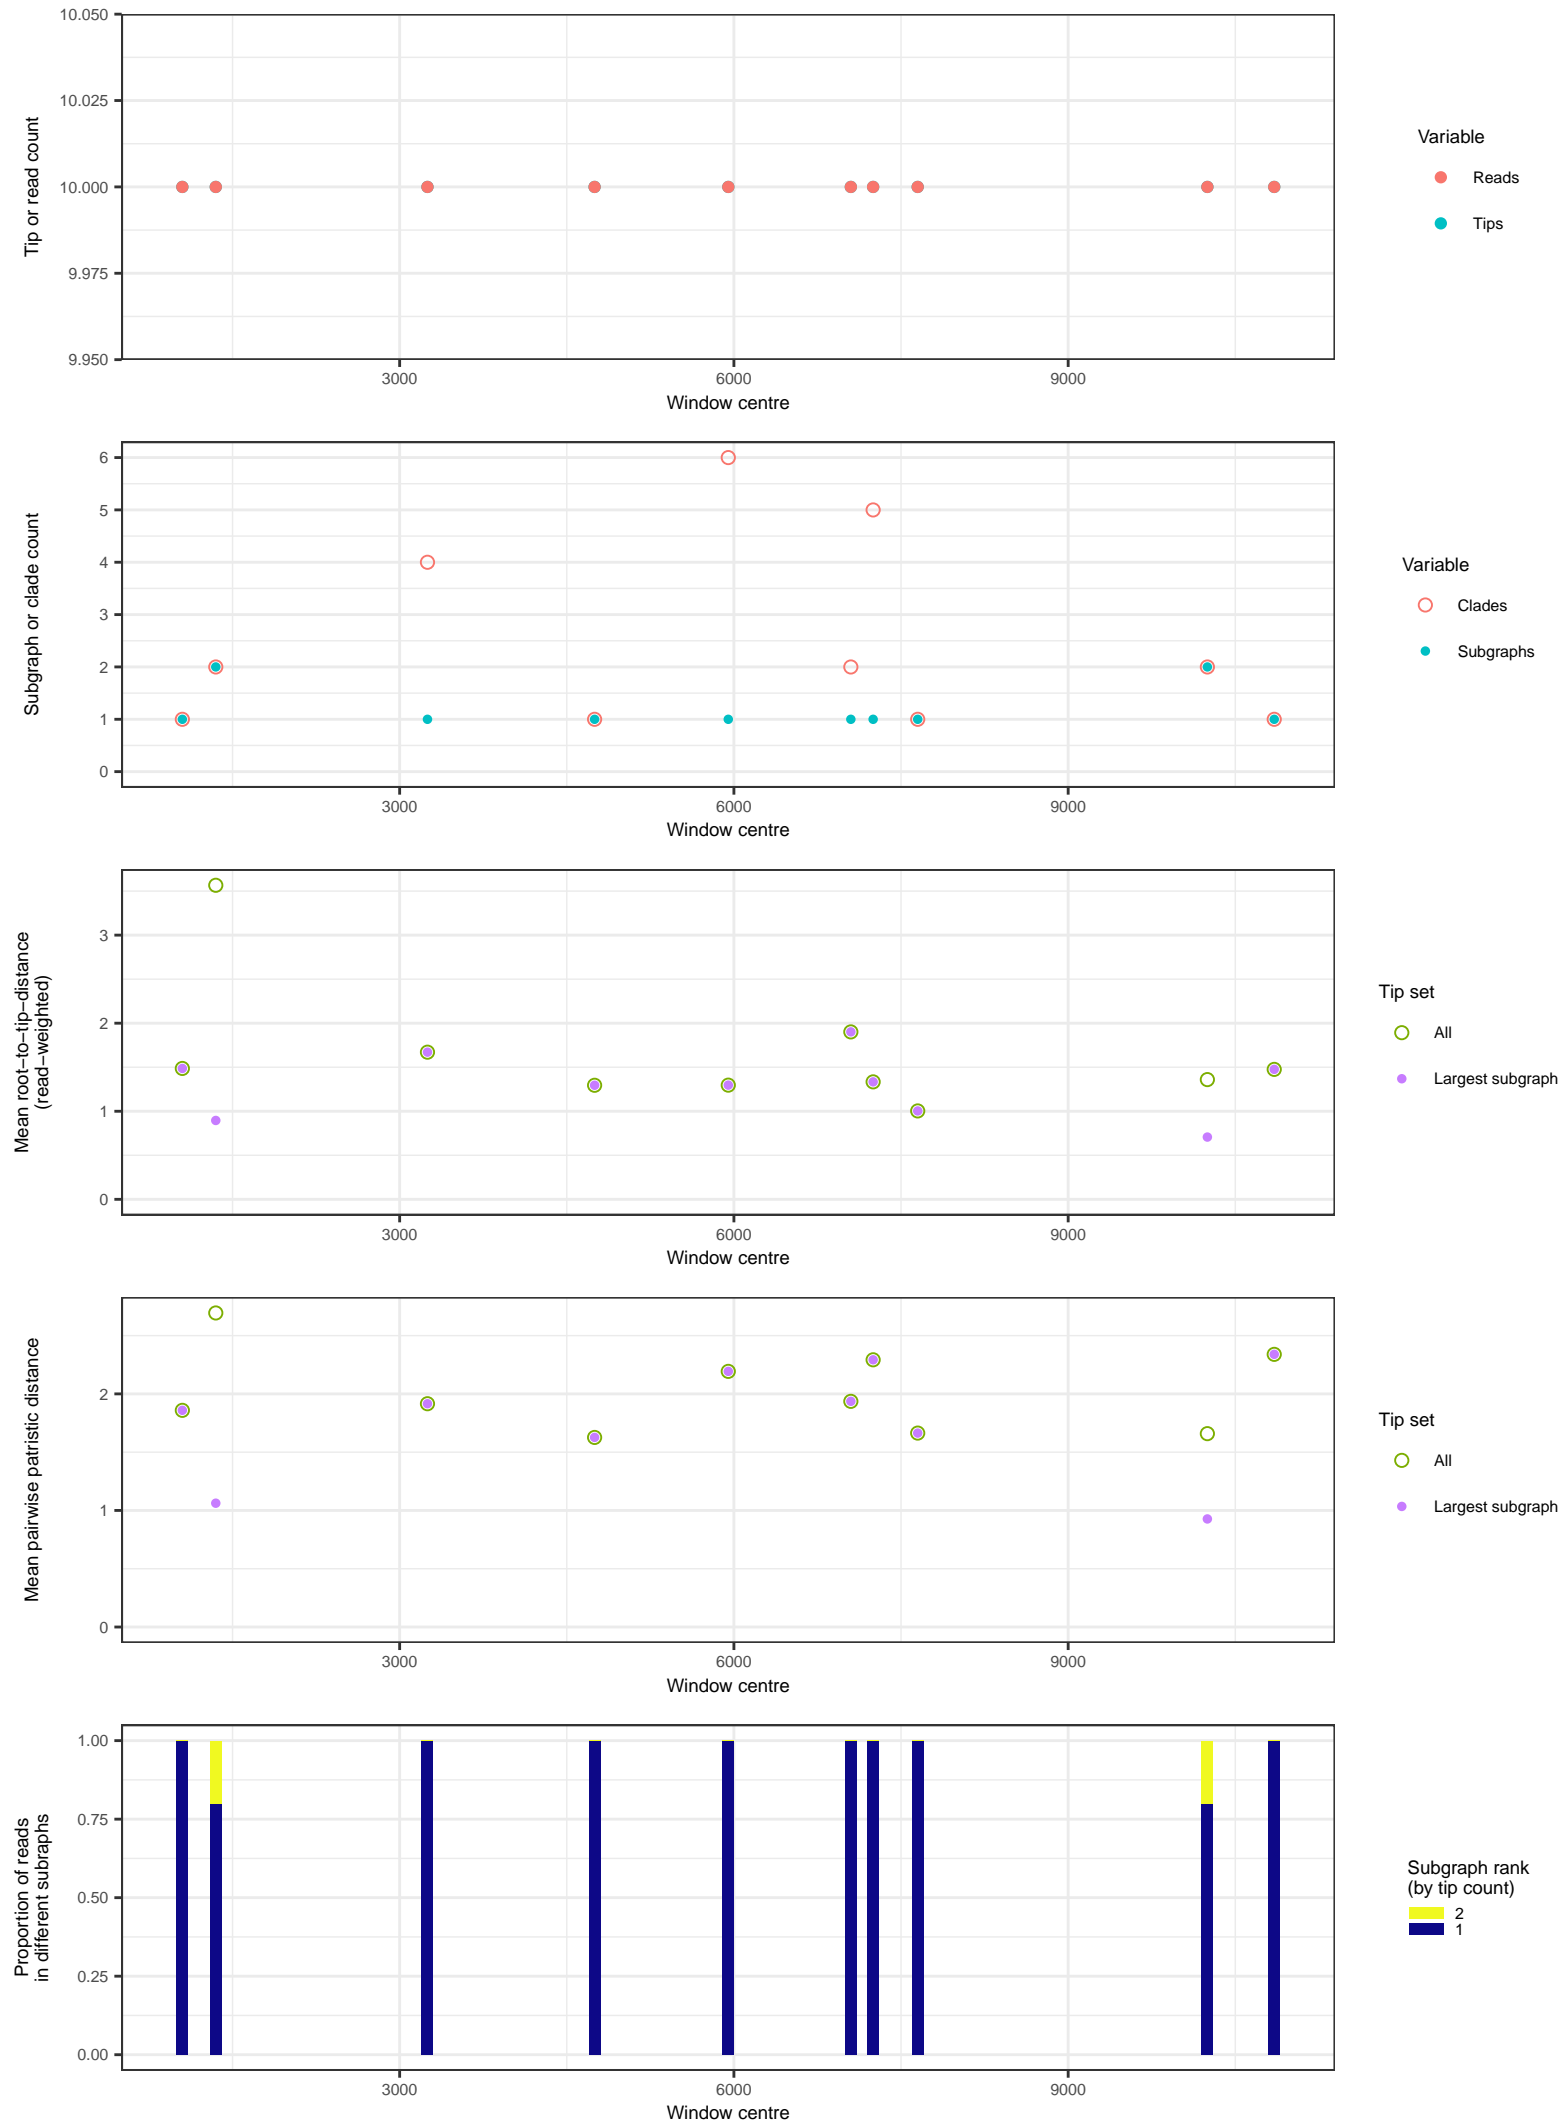 10.050
10.025
10.000
9.975
9.950
Tip or read count
3000 6000 9000
Window centre
Variable
Reads
Tips
6
5
4
3
2
1
0
Subgraph or clade count
3000 6000 9000
Window centre
Variable
Clades
Subgraphs
3
2
1
0
Mean root−to−tip−distance
(read−weighted)
3000 6000 9000
Window centre
Tip set
All
Largest subgraph
2
1
0
Mean pairwise patristic distance
3000 6000 9000
Window centre
Tip set
All
Largest subgraph
1.00
0.75
0.50
0.25
0.00
Proportion of reads
in different subraphs
3000 6000 9000
Window centre
Subgraph rank
(by tip count)
2
1